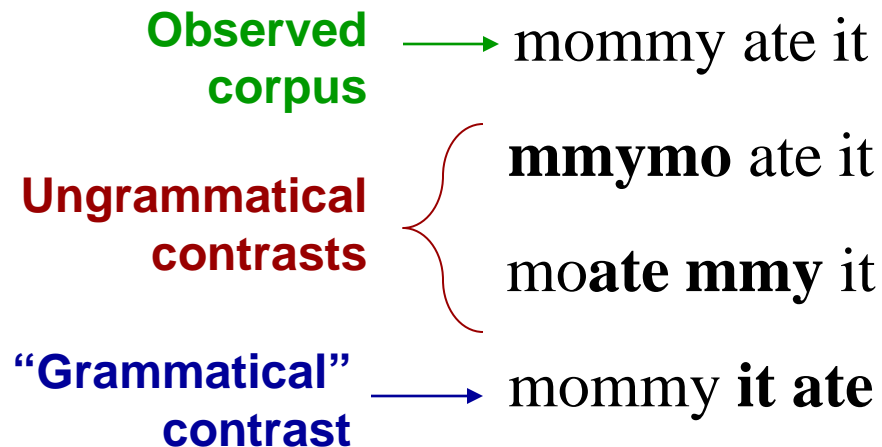 Observed
corpus
mommy ate it
mmymo ate it
Ungrammatical
contrasts
moate mmy it
“Grammatical”
contrast
mommy it ate